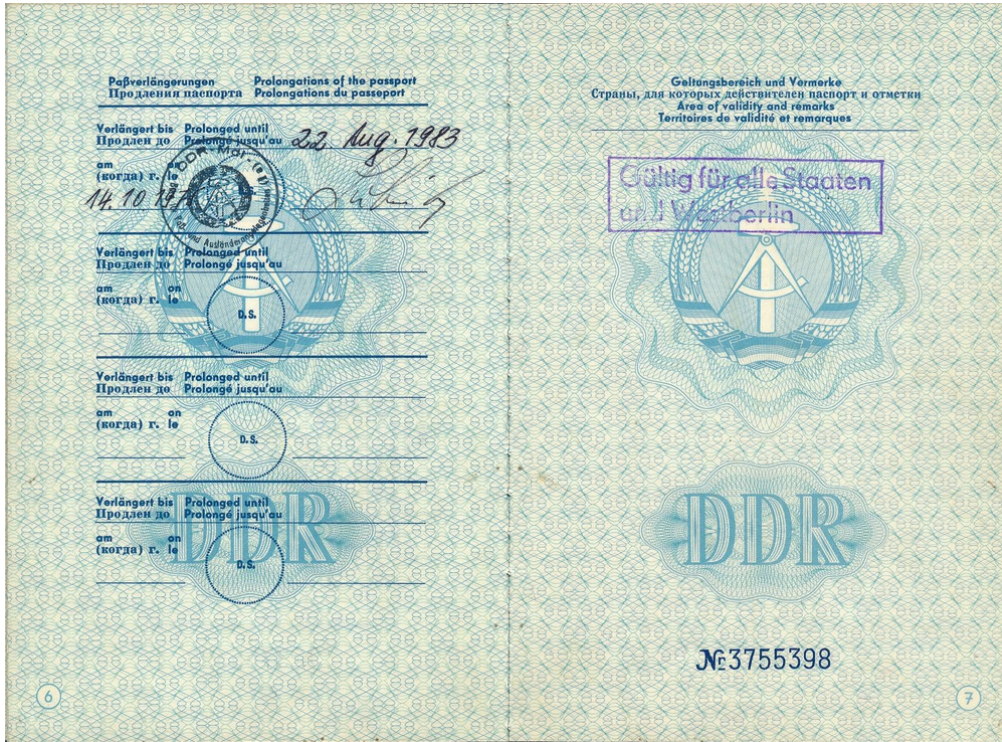 Paßverlängerungen Prolongations of the passport
Продления паспорта Prolongations du passeport
Verlängert bis Prolonged until
Продлен до Prolongé jusqu'au 22. Aug. 1983
am on
(когда) г. le
14. 10
DDR
und Ausländer
Verlängert bis Prolonged until
Продлен до Prolongé jusqu'au
am on
(когда) г. le
D.S.
Verlängert bis Prolonged until
Продлен до Prolongé jusqu'au
am on
(когда) г. le
D.S.
Verlängert bis Prolonged until
Продлен до Prolongé jusqu'au
am on
(когда) г. le
D.S.
DDR
6
Geltungsbereich und Vermerke
Страны, для которых действителен паспорт и отметки
Area of validity and remarks
Territoires de validité et remarques
Gültig für alle Staaten
und Westberlin
DDR
№3755398
7